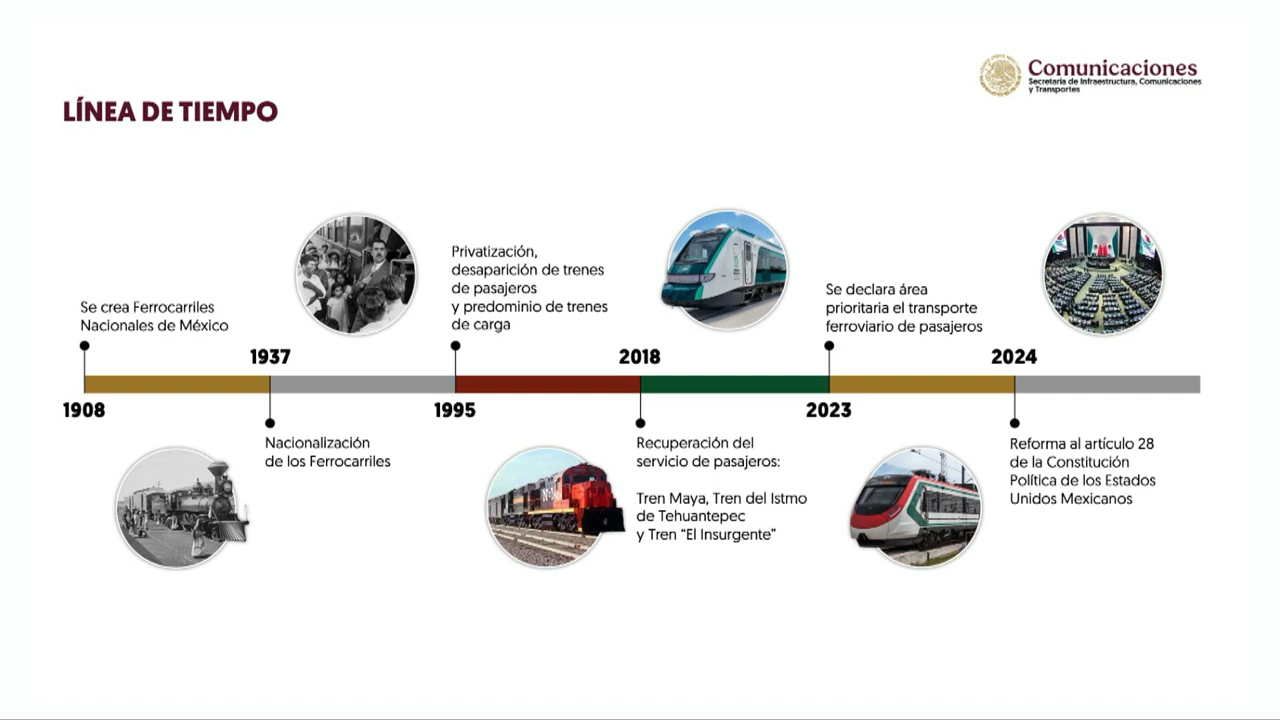 Comunicaciones
Secretaría de Infraestructura, Comunicaciones
y Transportes
LÍNEA DE TIEMPO
Se crea Ferrocarriles
Nacionales de México
1908
1937
Nacionalización
de los Ferrocarriles
Privatización,
desaparición de trenes
de pasajeros
y predominio de trenes
de carga
1995
2018
Recuperación del
servicio de pasajeros:
Tren Maya, Tren del Istmo
de Tehuantepec
y Tren “El Insurgente”
Se declara área
prioritaria el transporte
ferroviario de pasajeros
2023
2024
Reforma al artículo 28
de la Constitución
Política de los Estados
Unidos Mexicanos